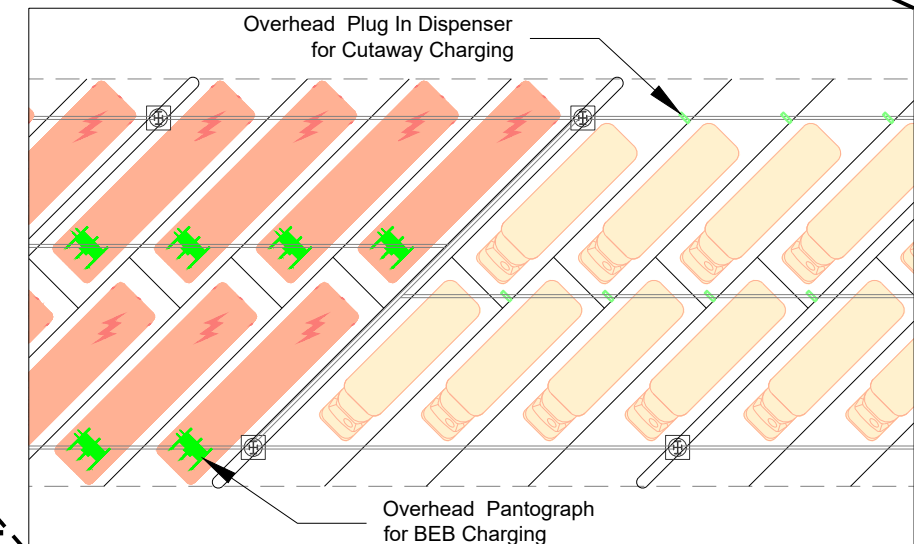 Overhead  Plug In Dispenser
for Cutaway Charging
Overhead  Pantograph
for BEB Charging